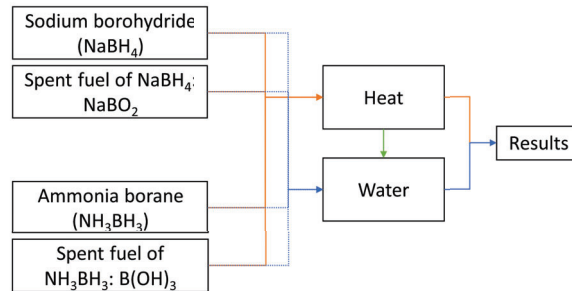 Sodium borohydride
(NaBH₄)
Spent fuel of NaBH₄:
NaBO₂
Ammonia borane
(NH₃BH₃)
Spent fuel of
NH₃BH₃: B(OH)₃
Heat
Water
Results